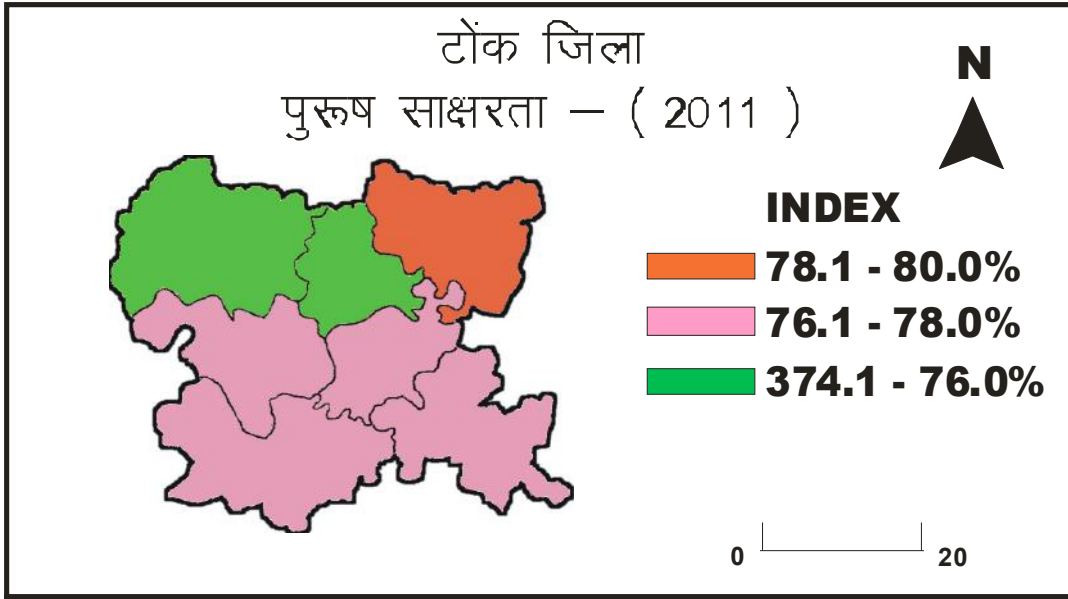 टोंक जिला
पुरूष साक्षरता – ( 2011 )
N
INDEX
78.1 - 80.0%
76.1 - 78.0%
374.1 - 76.0%
0 20